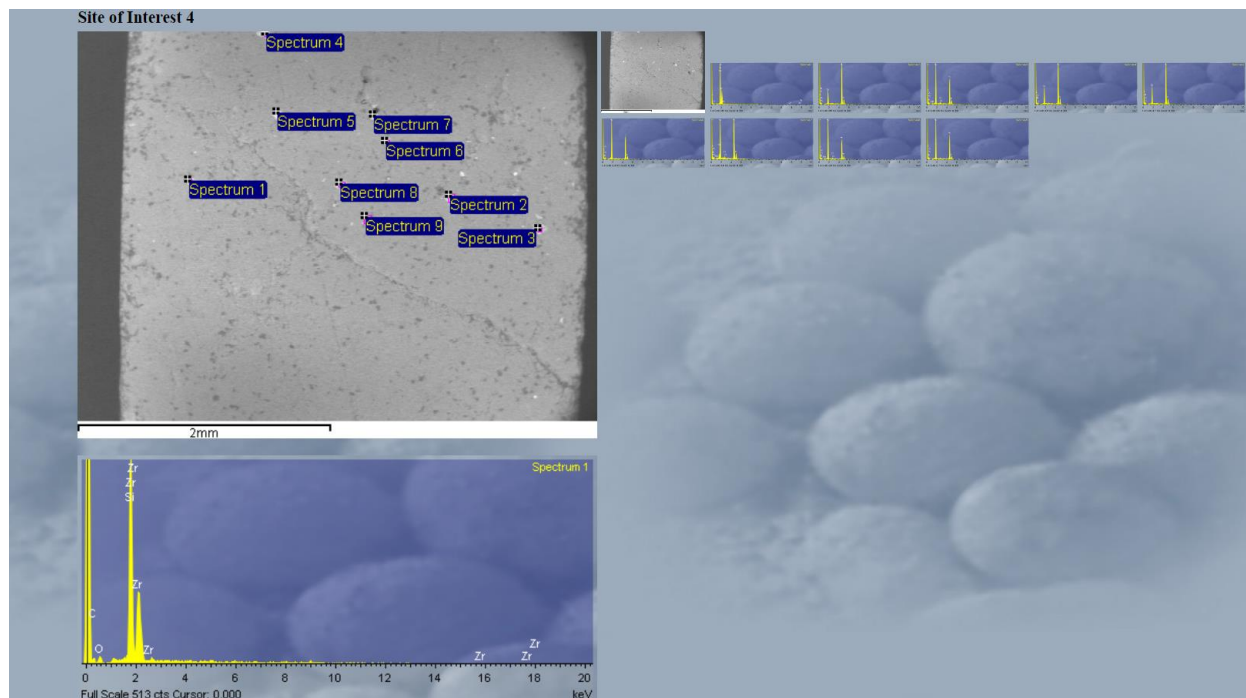 Site of Interest 4
Spectrum 4
Spectrum 5
Spectrum 7
Spectrum 6
Spectrum 1
Spectrum 8
Spectrum 2
Spectrum 9
Spectrum 3
2mm
Spectrum 1
Zr
Zr
Si
Zr
C
O
Zr
Zr
Zr
Zr
0 2 4 6 8 10 12 14 16 18 20
Full Scale 513 cts Cursor: 0.000
keV